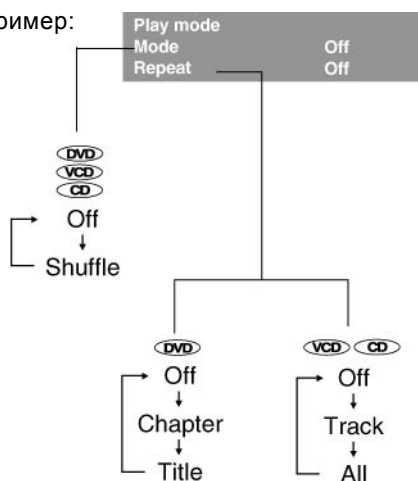 ример:
Play mode
Mode Off
Repeat Off
DVD
VCD
CD
Off
Shuffle
DVD
Off
Chapter
Title
VCD CD
Off
Track
All